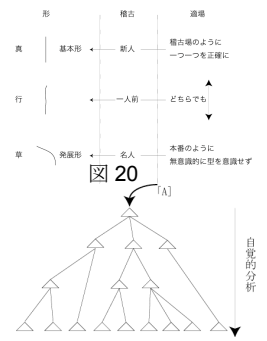 形 稽古 適場
真 基本形 新人 稽古場のように
一つ一つを正確に
行 一人前 どちらでも
草 発展形 名人 本番のように
無意識的に型を意識せず
図 20
「A」
自覚的分析